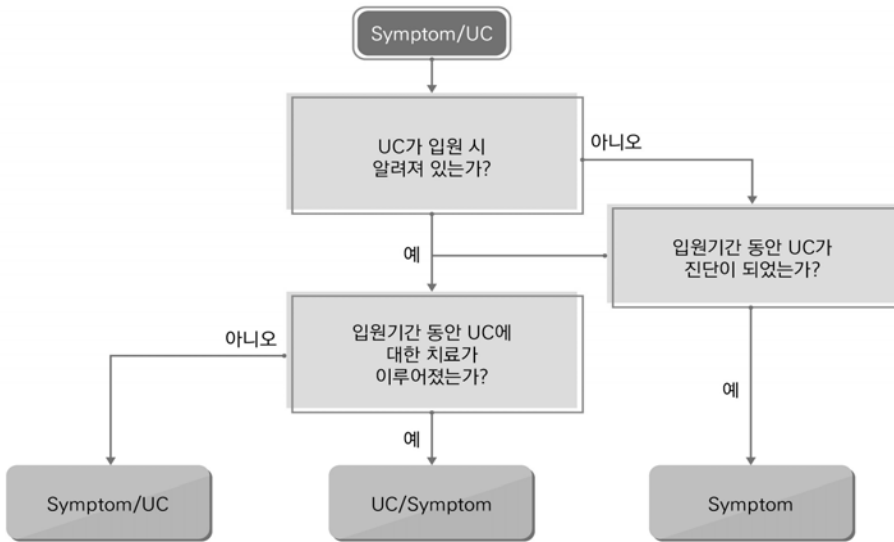 Symptom/UC
UC가 입원 시
알려져 있는가?
아니오
예
입원기간 동안 UC가
진단이 되었는가?
아니오
입원기간 동안 UC에
대한 치료가
이루어졌는가?
예
예
Symptom/UC
UC/Symptom
Symptom